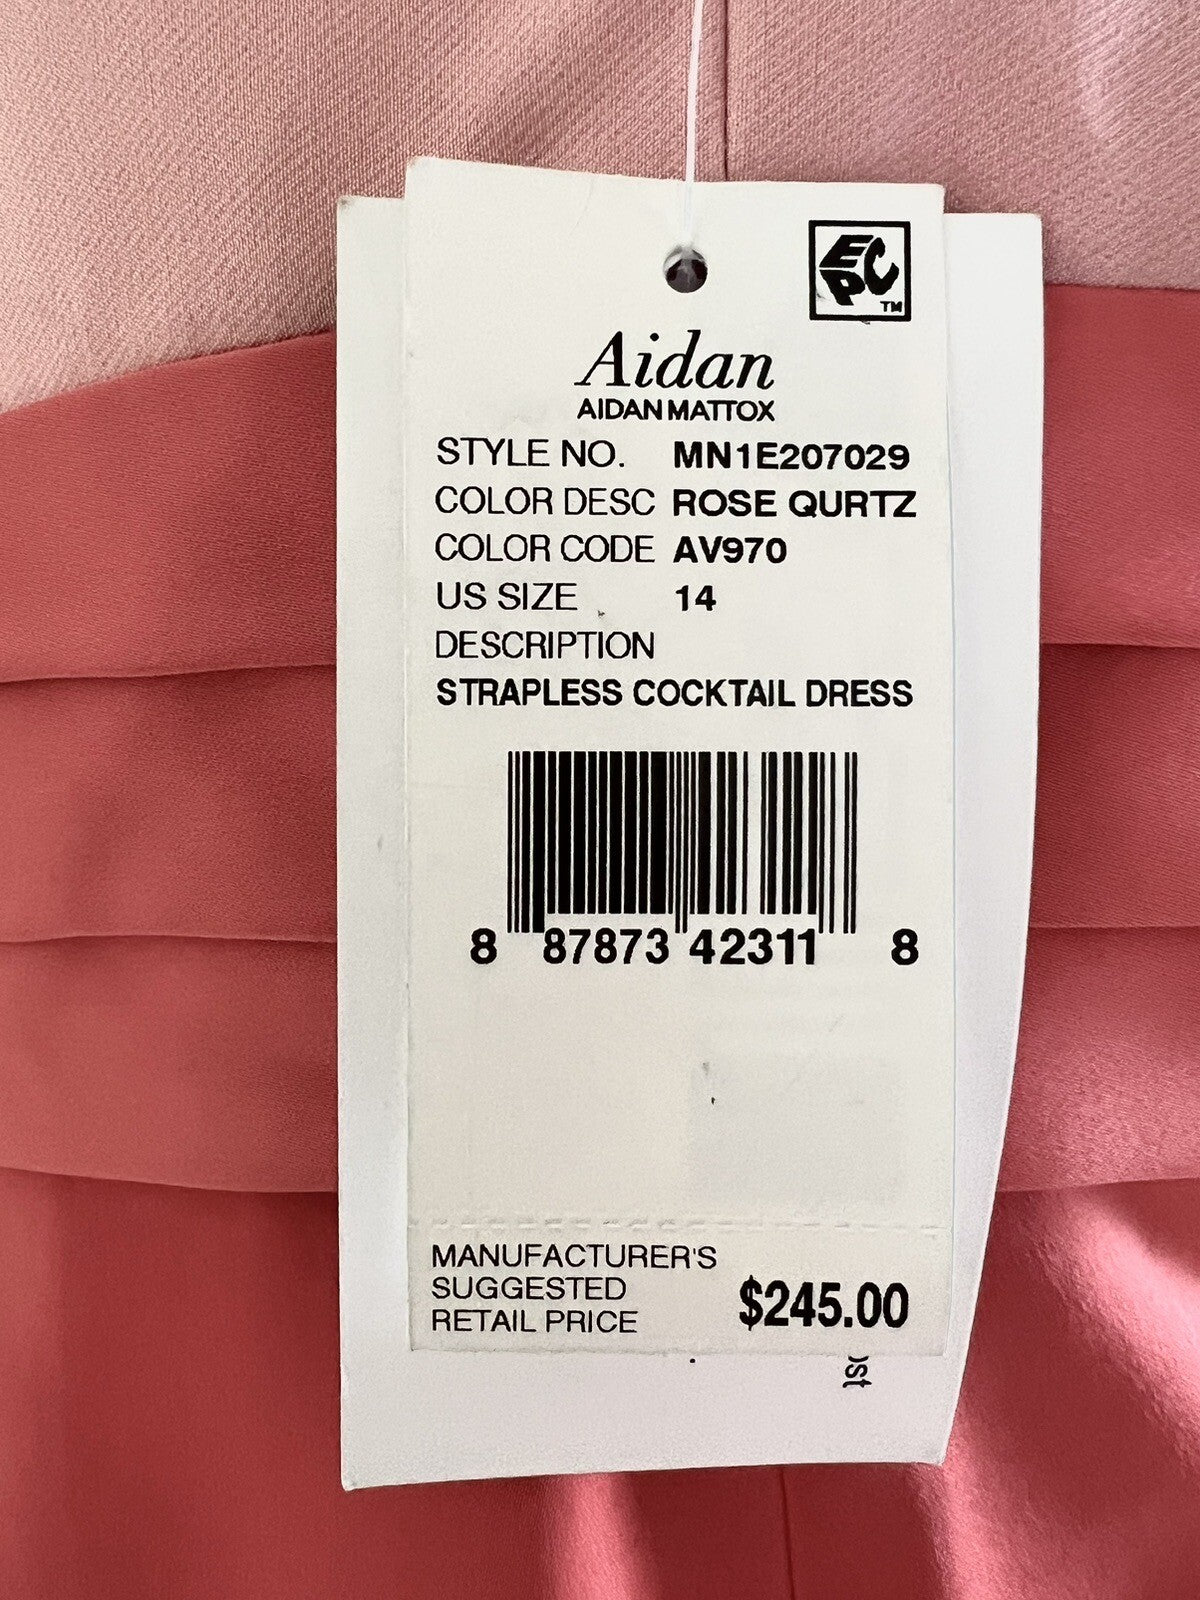 EPC
TM
Aidan
AIDAN MATTOX
STYLE NO. MN1E207029
COLOR DESC ROSE QURTZ
COLOR CODE AV970
US SIZE 14
DESCRIPTION
STRAPLESS COCKTAIL DRESS
8 87873 42311 8
MANUFACTURER'S
SUGGESTED
RETAIL PRICE $245.00